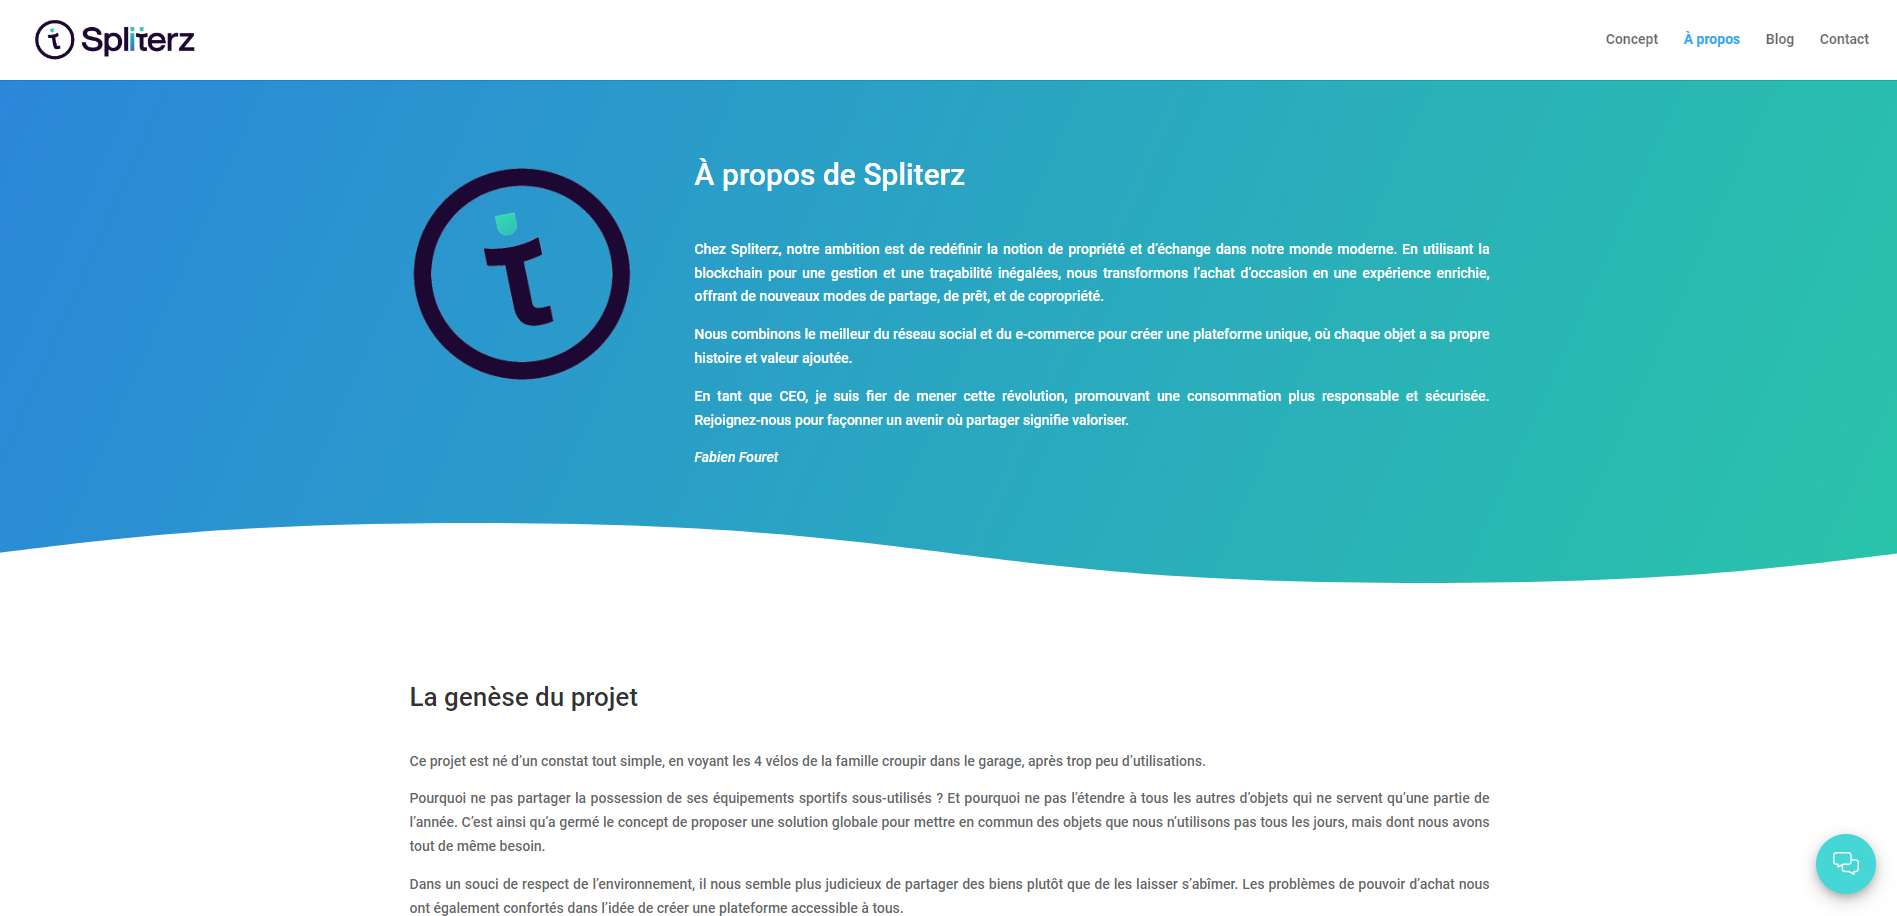 Spliterz
Concept
À propos
Blog
Contact
À propos de Spliterz
Chez Spliterz, notre ambition est de redéfinir la notion de propriété et d’échange dans notre monde moderne. En utilisant la
blockchain pour une gestion et une traçabilité inégalées, nous transformons l’achat d’occasion en une expérience enrichie,
offrant de nouveaux modes de partage, de prêt, et de copropriété.
Nous combinons le meilleur du réseau social et du e-commerce pour créer une plateforme unique, où chaque objet a sa propre
histoire et valeur ajoutée.
En tant que CEO, je suis fier de mener cette révolution, promouvant une consommation plus responsable et sécurisée.
Rejoignez-nous pour façonner un avenir où partager signifie valoriser.
Fabien Fouret
La genèse du projet
Ce projet est né d’un constat tout simple, en voyant les 4 vélos de la famille croupir dans le garage, après trop peu d’utilisations.
Pourquoi ne pas partager la possession de ses équipements sportifs sous-utilisés ? Et pourquoi ne pas l’étendre à tous les autres d’objets qui ne servent qu’une partie de
l’année. C’est ainsi qu’a germé le concept de proposer une solution globale pour mettre en commun des objets que nous n’utilisons pas tous les jours, mais dont nous avons
tout de même besoin.
Dans un souci de respect de l’environnement, il nous semble plus judicieux de partager des biens plutôt que de les laisser s’abîmer. Les problèmes de pouvoir d’achat nous
ont également confortés dans l’idée de créer une plateforme accessible à tous.